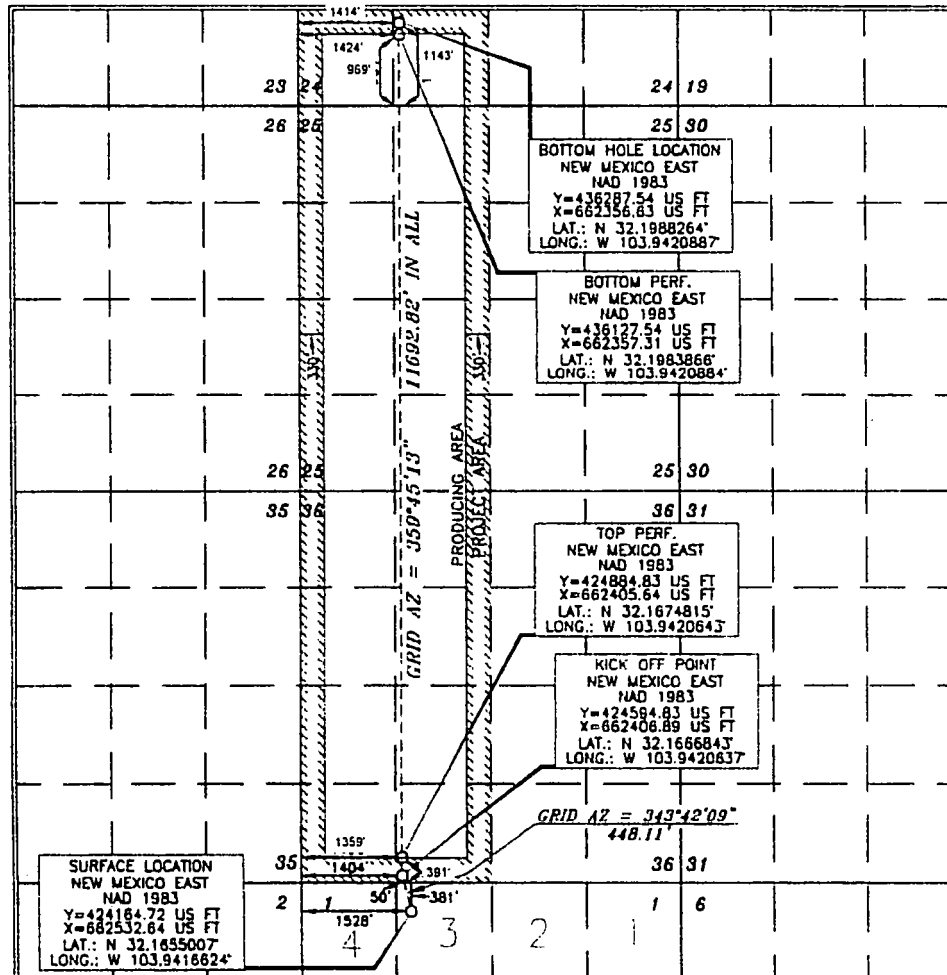 1414'
1424'
1143'
969'
23 24
24 19
26 25
25 30
BOTTOM HOLE LOCATION
NEW MEXICO EAST
NAD 1983
Y=436287.54 US FT
X=662356.63 US FT
LAT.: N 32.1988264°
LONG.: W 103.9420887°
BOTTOM PERF.
NEW MEXICO EAST
NAD 1983
Y=436127.54 US FT
X=662357.31 US FT
LAT.: N 32.1983866°
LONG.: W 103.9420884°
330'
330'
GRID AZ = 359°45'13" 11692.82' IN ALL
PRODUCING AREA
PROJECT AREA
26 25
25 30
35 36
36 31
TOP PERF.
NEW MEXICO EAST
NAD 1983
Y=424884.83 US FT
X=662405.64 US FT
LAT.: N 32.1674815°
LONG.: W 103.9420643°
KICK OFF POINT
NEW MEXICO EAST
NAD 1983
Y=424594.83 US FT
X=662406.89 US FT
LAT.: N 32.1666843°
LONG.: W 103.9420637°
GRID AZ = 343°42'09"
448.11'
1359'
35
1404'
391'
36 31
SURFACE LOCATION
NEW MEXICO EAST
NAD 1983
Y=424164.72 US FT
X=662532.64 US FT
LAT.: N 32.1655007°
LONG.: W 103.9416624°
2 1
50'
381'
1 6
1528'
4 3 2 1